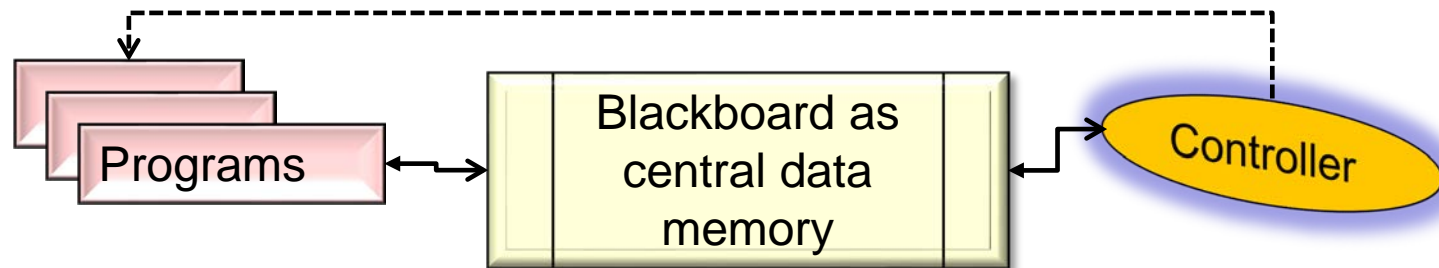 Programs
Blackboard as
central data
memory
Controller